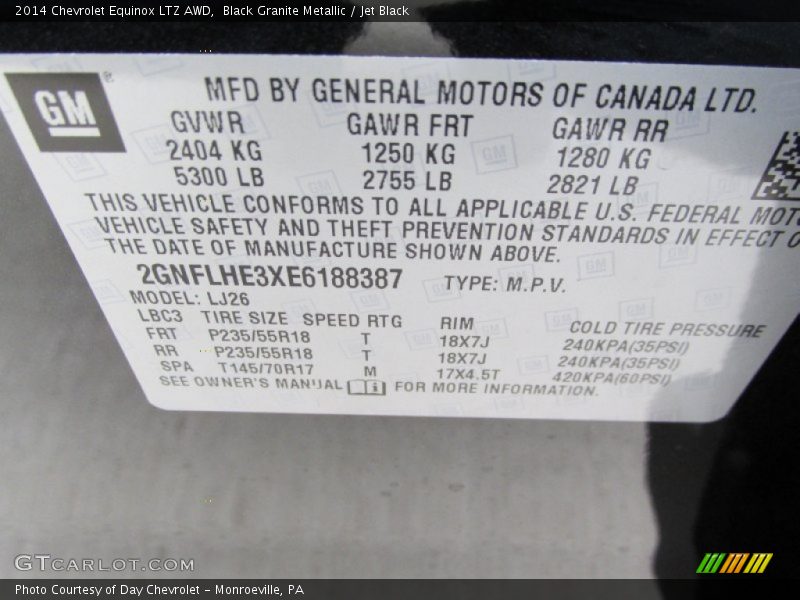 2014 Chevrolet Equinox LTZ AWD,  Black Granite Metallic / Jet Black
GM ®
MFD BY GENERAL MOTORS OF CANADA LTD.
GVWR GAWR FRT GAWR RR
2404 KG 1250 KG 1280 KG
5300 LB 2755 LB 2821 LB
THIS VEHICLE CONFORMS TO ALL APPLICABLE U.S. FEDERAL MOT
VEHICLE SAFETY AND THEFT PREVENTION STANDARDS IN EFFECT O
THE DATE OF MANUFACTURE SHOWN ABOVE.
2GNFLHE3XE6188387 TYPE: M.P.V.
MODEL: LJ26
LBC3 TIRE SIZE SPEED RTG RIM COLD TIRE PRESSURE
FRT P235/55R18 T 18X7J 240KPA(35PSI)
RR P235/55R18 T 18X7J 240KPA(35PSI)
SPA T145/70R17 M 17X4.5T 420KPA(60PSI)
SEE OWNER'S MANUAL FOR MORE INFORMATION.
GTCARLOT.COM
Photo Courtesy of Day Chevrolet - Monroeville, PA